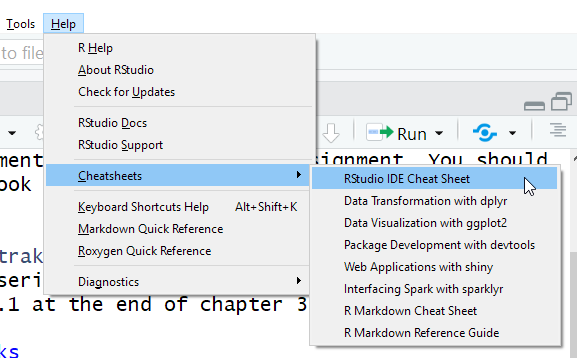 Tools Help
to file
R Help
About RStudio
Check for Updates
RStudio Docs
RStudio Support
Cheatsheets
Keyboard Shortcuts Help Alt+Shift+K
Markdown Quick Reference
Roxygen Quick Reference
Diagnostics
RStudio IDE Cheat Sheet
Data Transformation with dplyr
Data Visualization with ggplot2
Package Development with devtools
Web Applications with shiny
Interfacing Spark with sparklyr
R Markdown Cheat Sheet
R Markdown Reference Guide
Run
ment signment. You should
ook
trak
seri
.1 at the end of chapter 3
ks